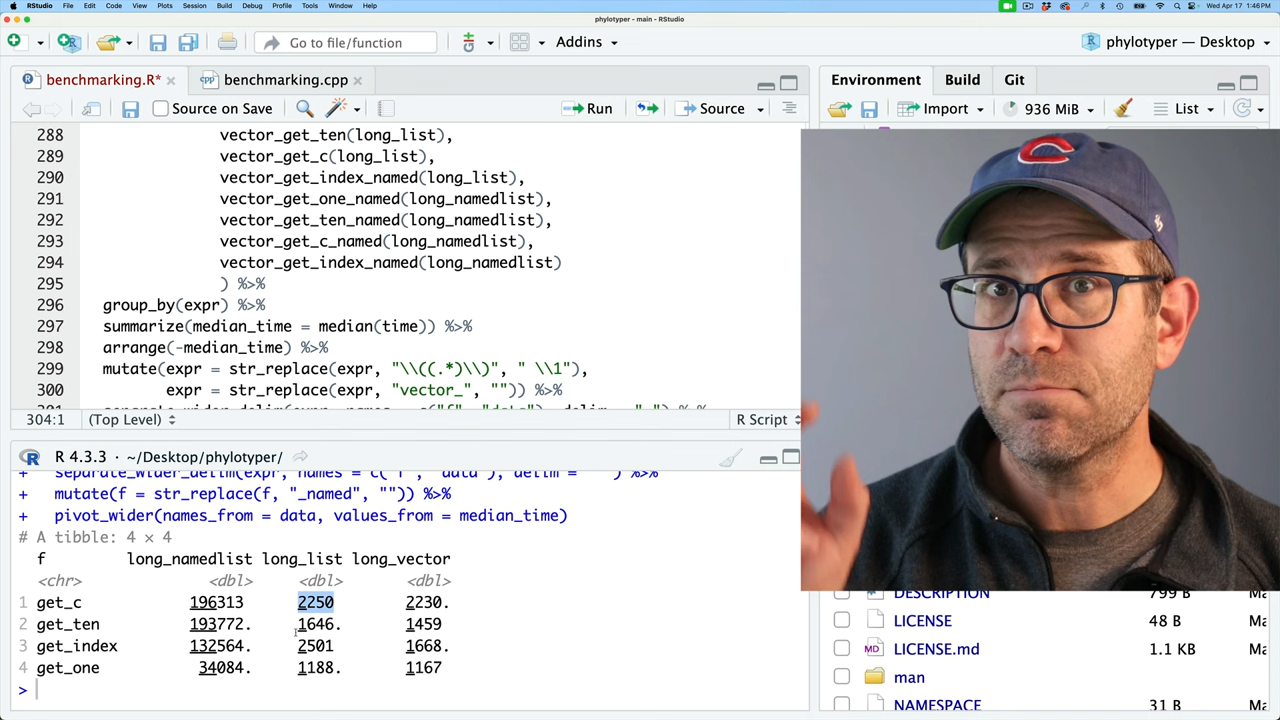 RStudio File Edit Code View Plots Session Build Debug Profile Tools Window Help Wed Apr 17 1:46PM
phylotyper - main - RStudio
Go to file/function Addins phylotyper — Desktop
benchmarking.R* benchmarking.cpp
Source on Save Run Source
288 vector_get_ten(long_list),
289 vector_get_c(long_list),
290 vector_get_index_named(long_list),
291 vector_get_one_named(long_namedlist),
292 vector_get_ten_named(long_namedlist),
293 vector_get_c_named(long_namedlist),
294 vector_get_index_named(long_namedlist)
295 ) %>%
296 group_by(expr) %>%
297 summarize(median_time = median(time)) %>%
298 arrange(-median_time) %>%
299 mutate(expr = str_replace(expr, "\\((.*)\\)", " \\1"),
300 expr = str_replace(expr, "vector_", "")) %>%
304:1 (Top Level) R Script
R 4.3.3 · ~/Desktop/phylotyper/
+ separate_wider_delim(expr, names = c("f", "data"), delim = " ") %>%
+ mutate(f = str_replace(f, "_named", "")) %>%
+ pivot_wider(names_from = data, values_from = median_time)
# A tibble: 4 × 4
f long_namedlist long_list long_vector
<chr> <dbl> <dbl> <dbl>
1 get_c 196313 2250 2230.
2 get_ten 193772. 1646. 1459
3 get_index 132564. 2501 1668.
4 get_one 34084. 1188. 1167
>
Environment Build Git
Import 936 MiB List
DESCRIPTION 799 B
LICENSE 48 B
LICENSE.md 1.1 KB
man
NAMESPACE 31 B